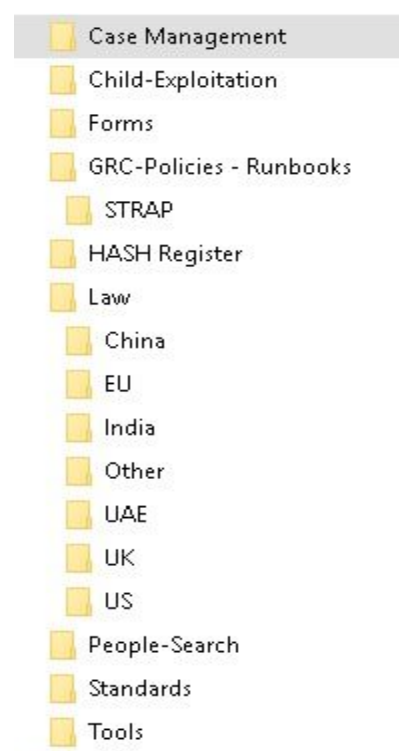 Case Management
Child-Exploitation
Forms
GRC-Policies - Runbooks
STRAP
HASH Register
Law
China
EU
India
Other
UAE
UK
US
People-Search
Standards
Tools